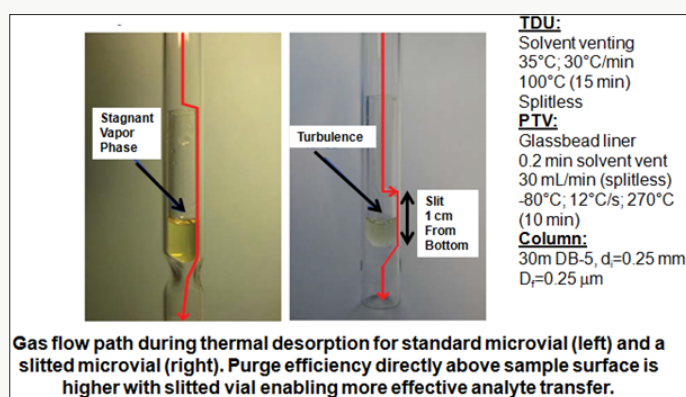 Stagnant
Vapor
Phase
Turbulence
Slit
1 cm
From
Bottom
TDU:
Solvent venting
35°C; 30°C/min
100°C (15 min)
Splitless
PTV:
Glassbead liner
0.2 min solvent vent
30 mL/min (splitless)
-80°C; 12°C/s; 270°C
(10 min)
Column:
30m DB-5, di=0.25 mm
Df=0.25 µm
Gas flow path during thermal desorption for standard microvial (left) and a
slitted microvial (right). Purge efficiency directly above sample surface is
higher with slitted vial enabling more effective analyte transfer.